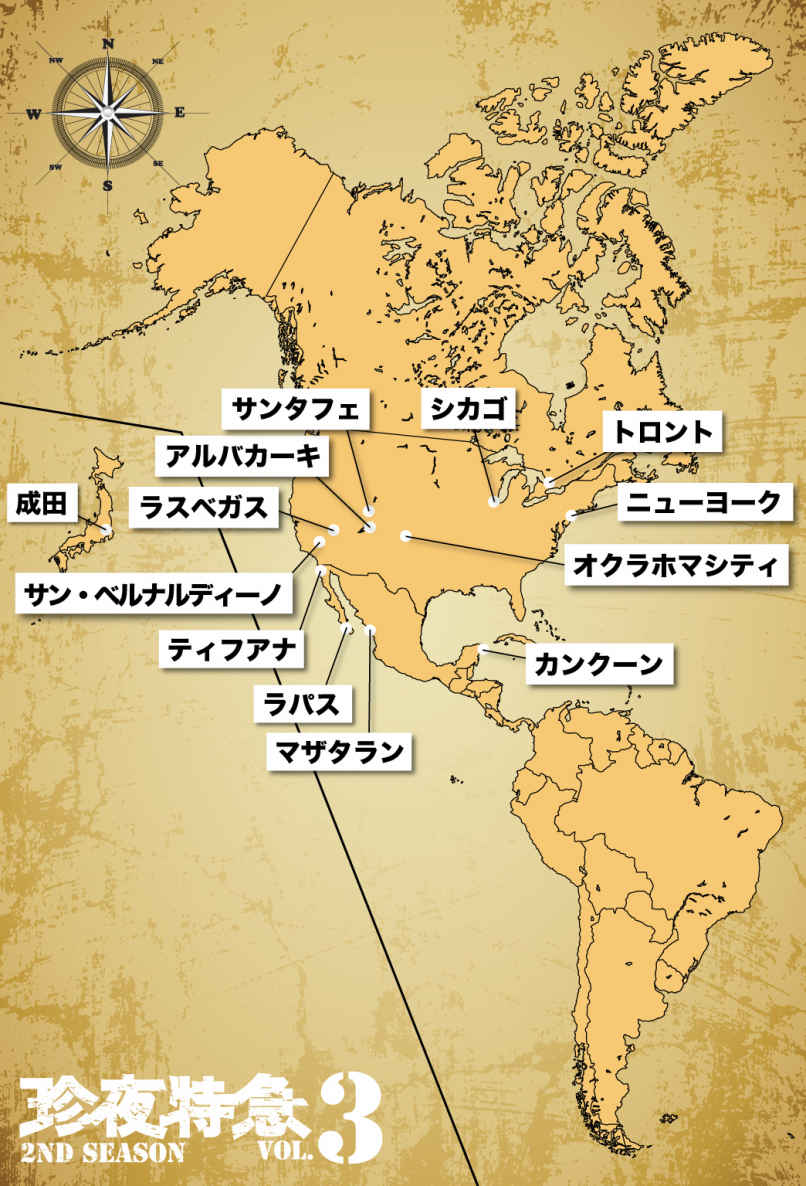 N
NW
NE
W
E
SW
SE
S
サンタフェ
シカゴ
トロント
アルバカーキ
成田
ラスベガス
ニューヨーク
オクラホマシティ
サン・ベルナルディーノ
ティファナ
カンクーン
ラパス
マザタラン
珍夜特急
2ND SEASON VOL.3